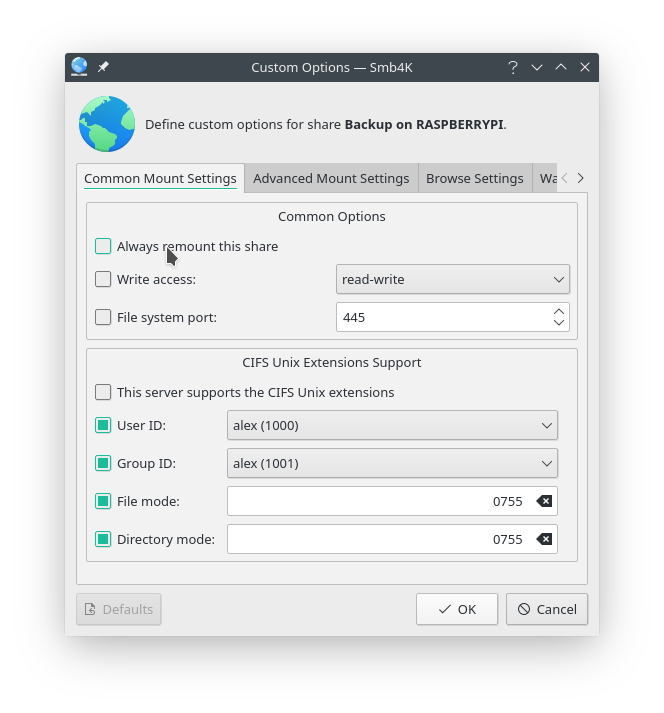 Custom Options — Smb4K
Define custom options for share Backup on RASPBERRYPI.
Common Mount Settings Advanced Mount Settings Browse Settings Wa
Common Options
Always remount this share
Write access: read-write
File system port: 445
CIFS Unix Extensions Support
This server supports the CIFS Unix extensions
User ID: alex (1000)
Group ID: alex (1001)
File mode: 0755
Directory mode: 0755
Defaults OK Cancel